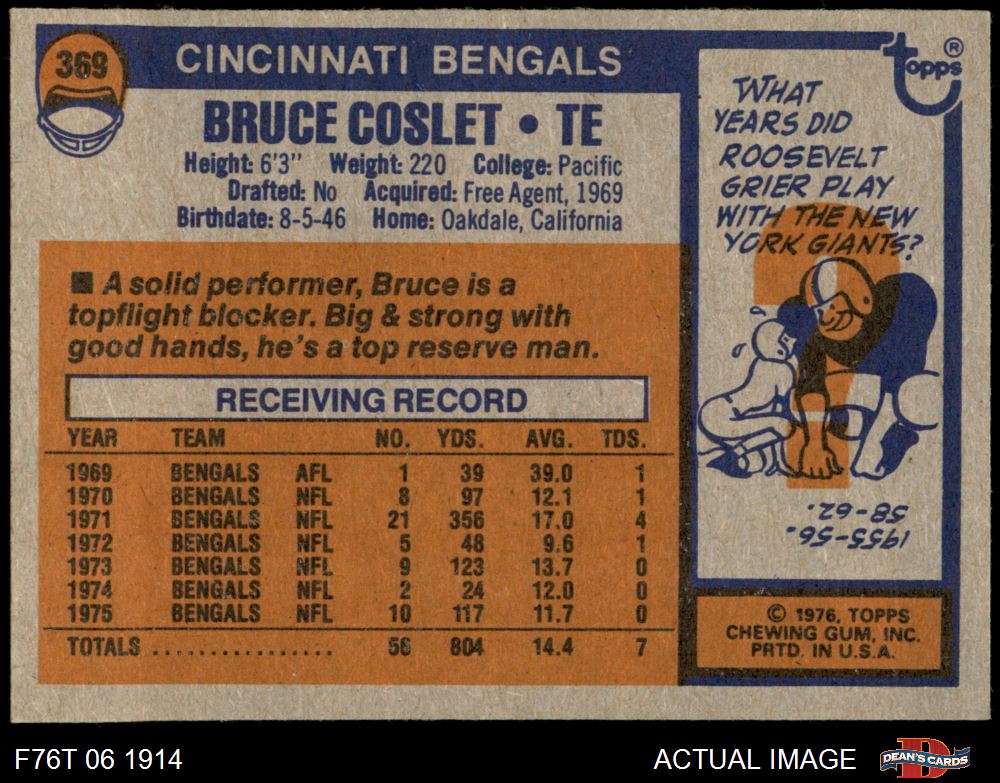 369
CINCINNATI BENGALS
BRUCE COSLET • TE
Height: 6'3" Weight: 220 College: Pacific
Drafted: No Acquired: Free Agent, 1969
Birthdate: 8-5-46 Home: Oakdale, California
■ A solid performer, Bruce is a
topflight blocker. Big & strong with
good hands, he's a top reserve man.
RECEIVING RECORD
YEAR TEAM NO. YDS. AVG. TDS.
1969 BENGALS AFL 1 39 39.0 1
1970 BENGALS NFL 8 97 12.1 1
1971 BENGALS NFL 21 356 17.0 4
1972 BENGALS NFL 5 48 9.6 1
1973 BENGALS NFL 9 123 13.7 0
1974 BENGALS NFL 2 24 12.0 0
1975 BENGALS NFL 10 117 11.7 0
TOTALS ................ 56 804 14.4 7
topps ®
WHAT
YEARS DID
ROOSEVELT
GRIER PLAY
WITH THE NEW
YORK GIANTS?
?
1955-56-
58-62.
© 1976, TOPPS
CHEWING GUM, INC.
PRTD. IN U.S.A.
F76T 06 1914
ACTUAL IMAGE
D
DEAN'S CARDS